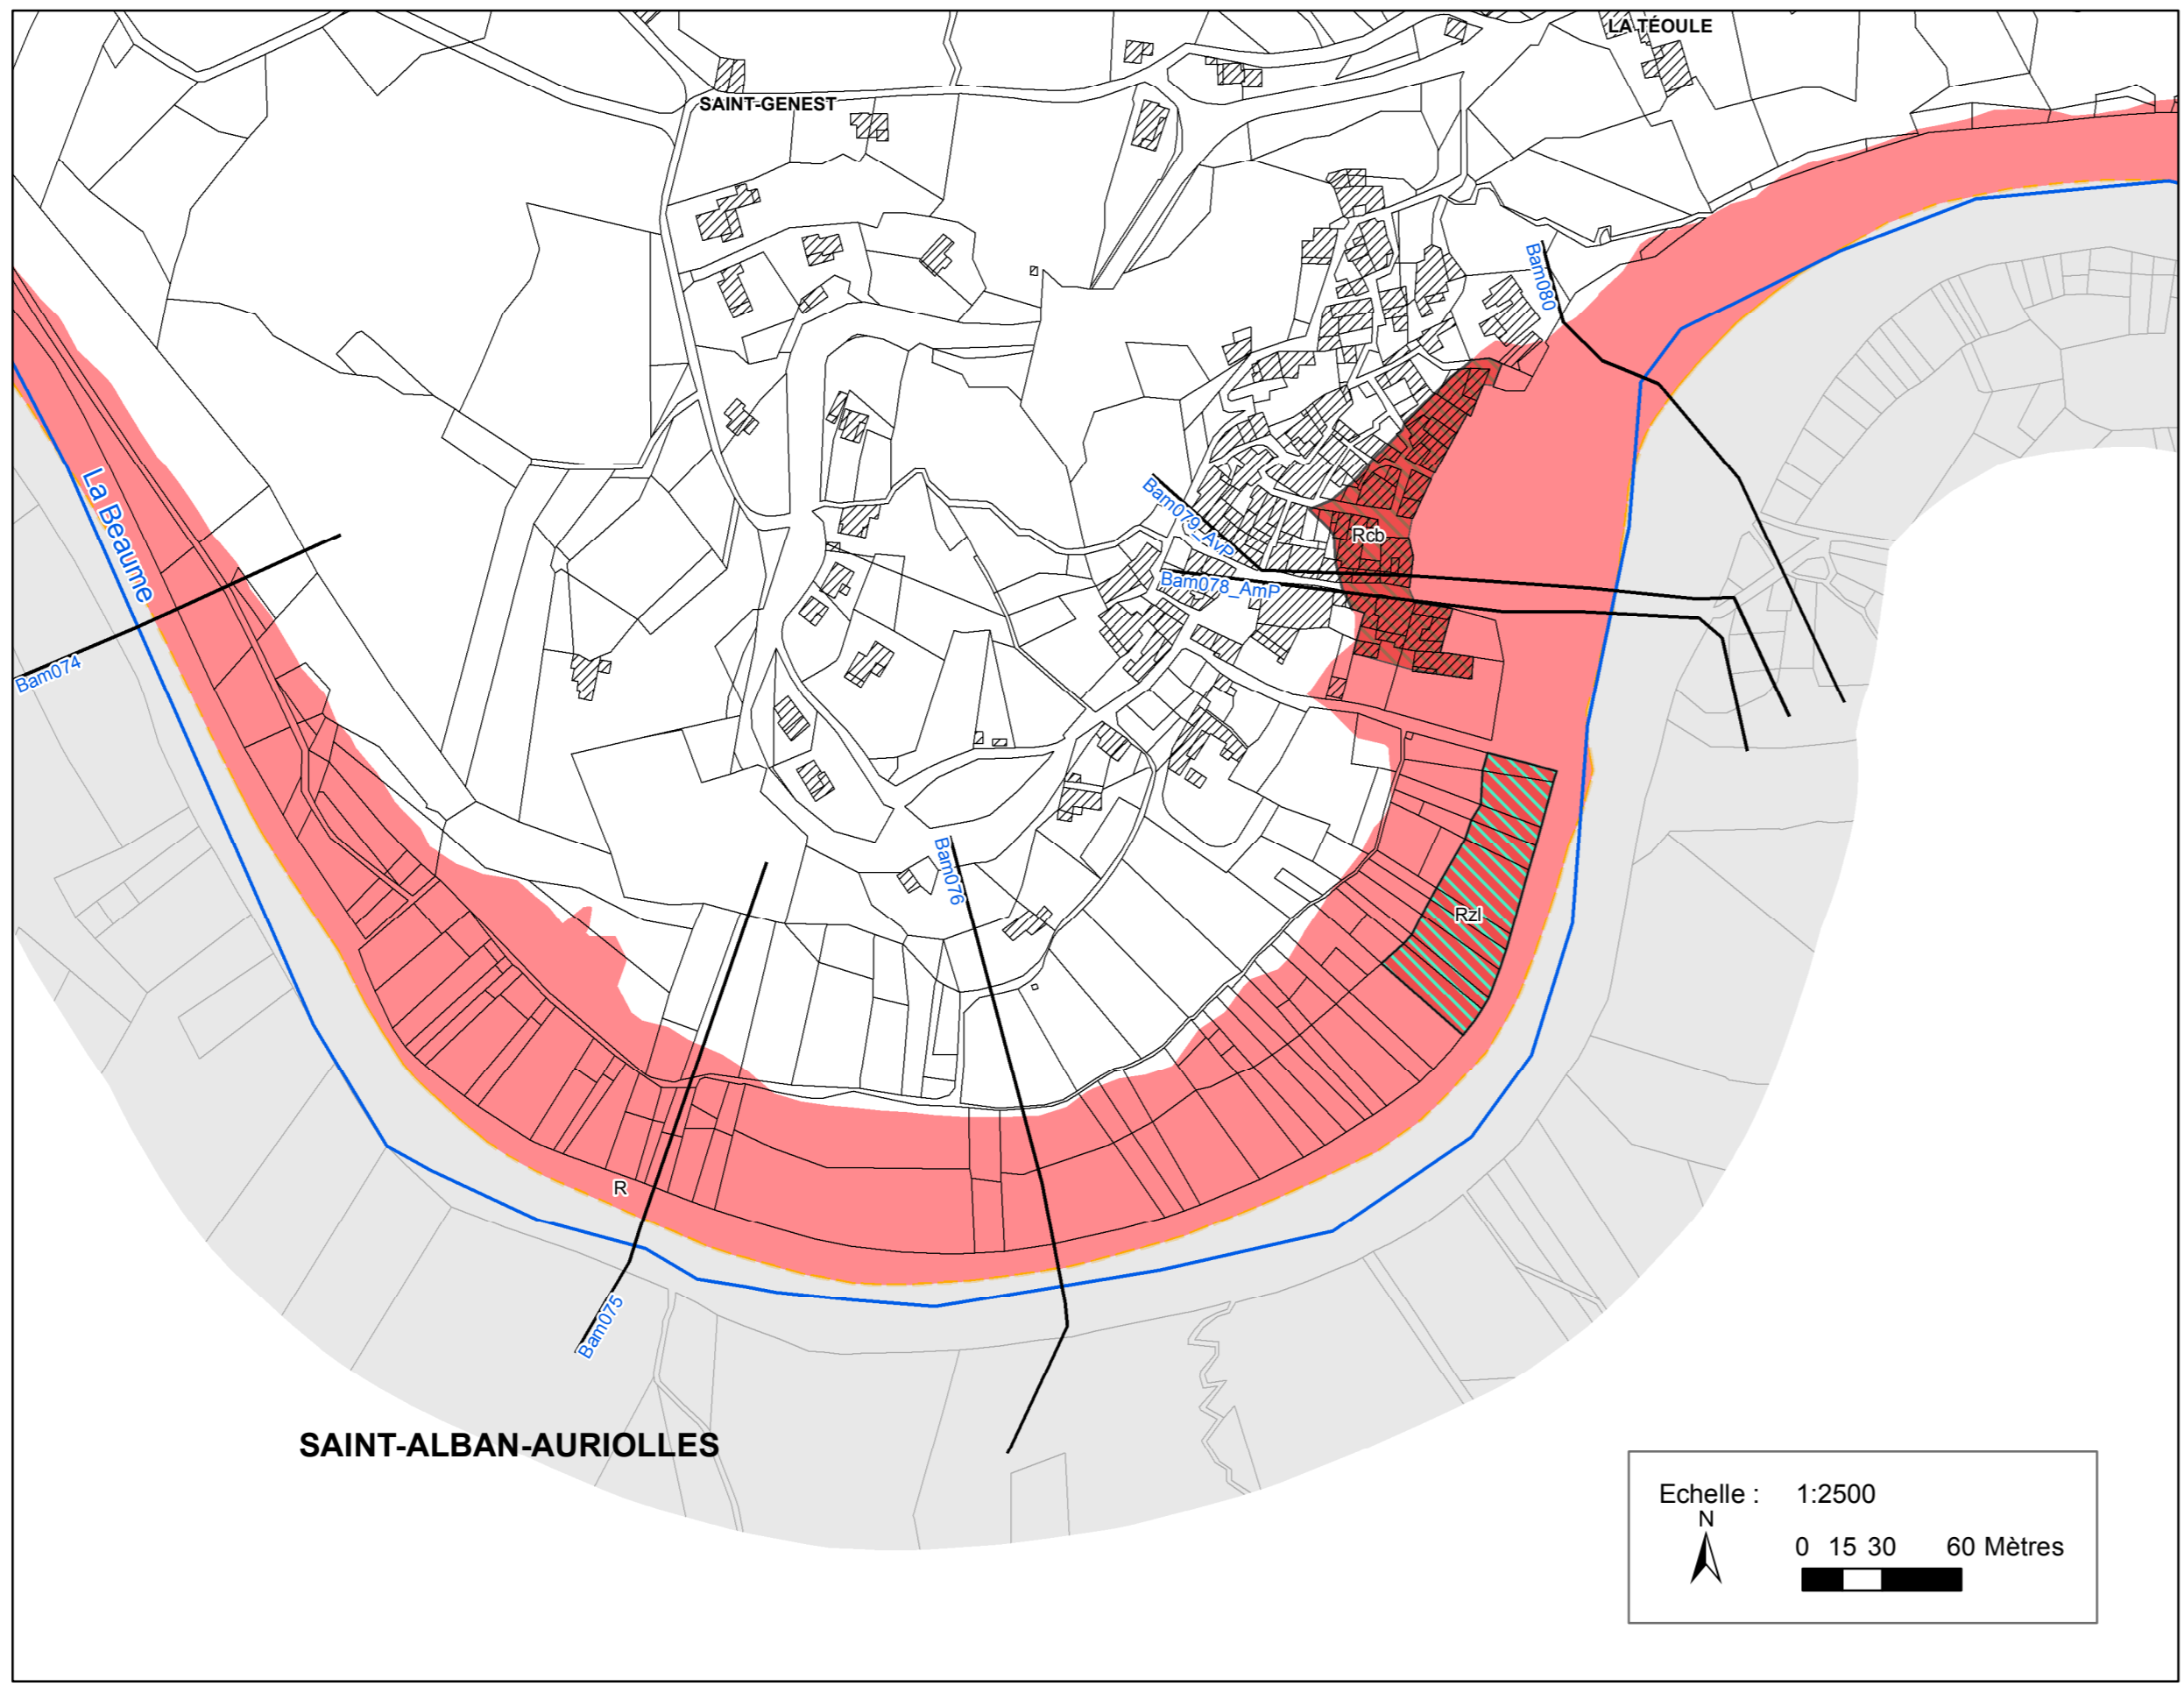 LA TÉOULE
SAINT-GENEST
Bam080
La Beaume
Bam079_AvP
Rcb
Bam078_AmP
Bam074
Bam076
Rzl
R
Bam075
SAINT-ALBAN-AURIOLLES
Echelle : 1:2500
N
0 15 30 60 Mètres